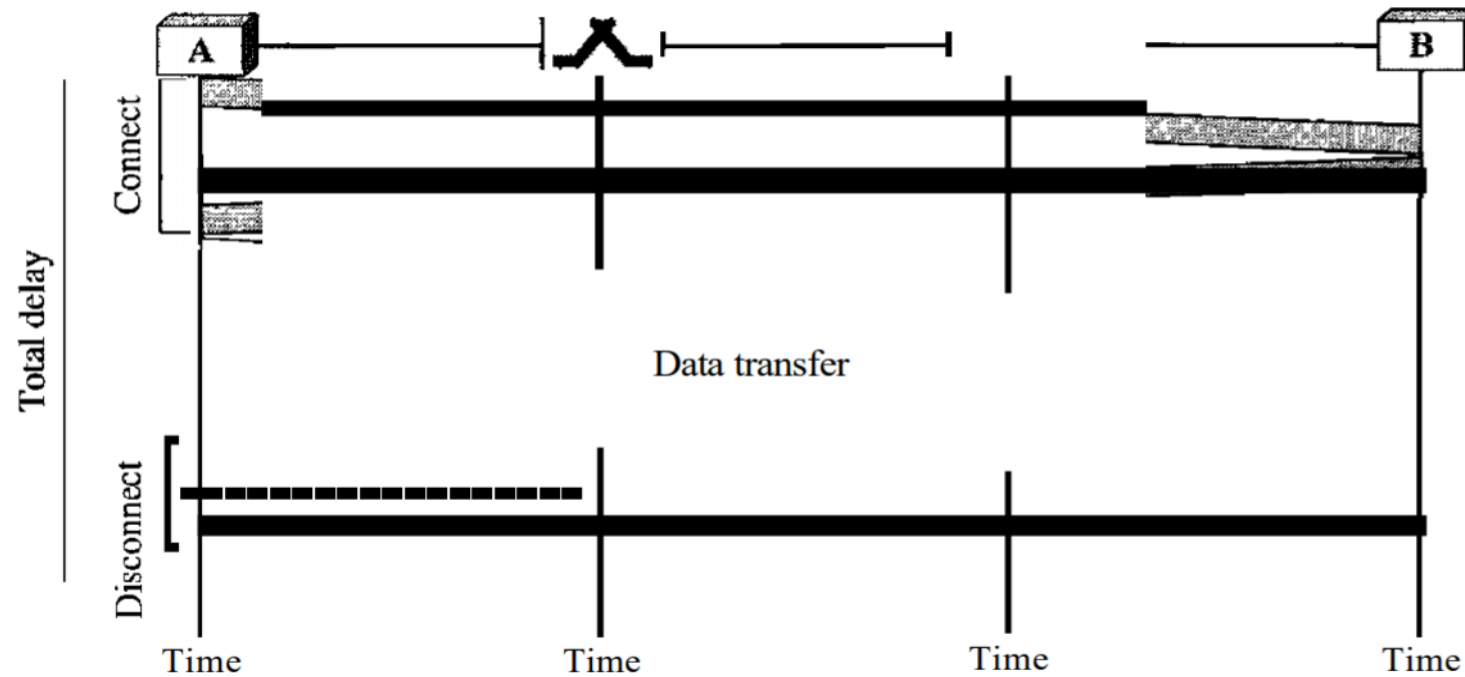 A
B
Connect
Total delay
Data transfer
Disconnect
Time
Time
Time
Time